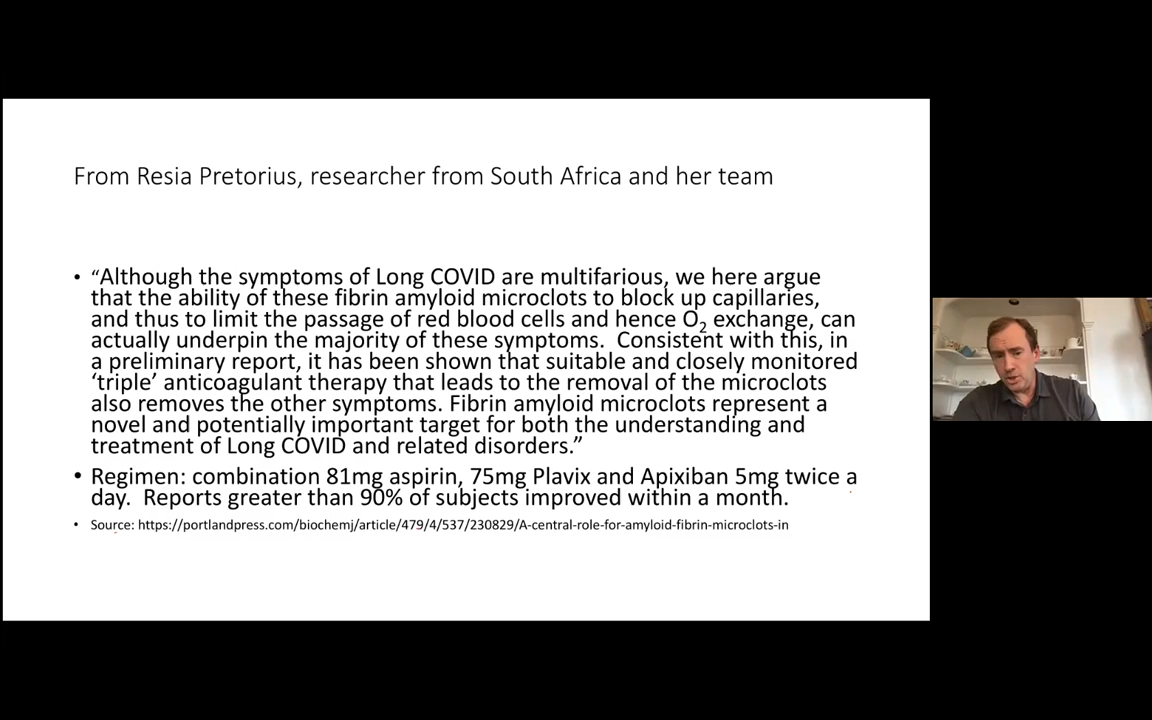 From Resia Pretorius, researcher from South Africa and her team
• “Although the symptoms of Long COVID are multifarious, we here argue
that the ability of these fibrin amyloid microclots to block up capillaries,
and thus to limit the passage of red blood cells and hence O₂ exchange, can
actually underpin the majority of these symptoms. Consistent with this, in
a preliminary report, it has been shown that suitable and closely monitored
‘triple’ anticoagulant therapy that leads to the removal of the microclots
also removes the other symptoms. Fibrin amyloid microclots represent a
novel and potentially important target for both the understanding and
treatment of Long COVID and related disorders.”
• Regimen: combination 81mg aspirin, 75mg Plavix and Apixiban 5mg twice a
day. Reports greater than 90% of subjects improved within a month.
• Source: https://portlandpress.com/biochemj/article/479/4/537/230829/A-central-role-for-amyloid-fibrin-microclots-in